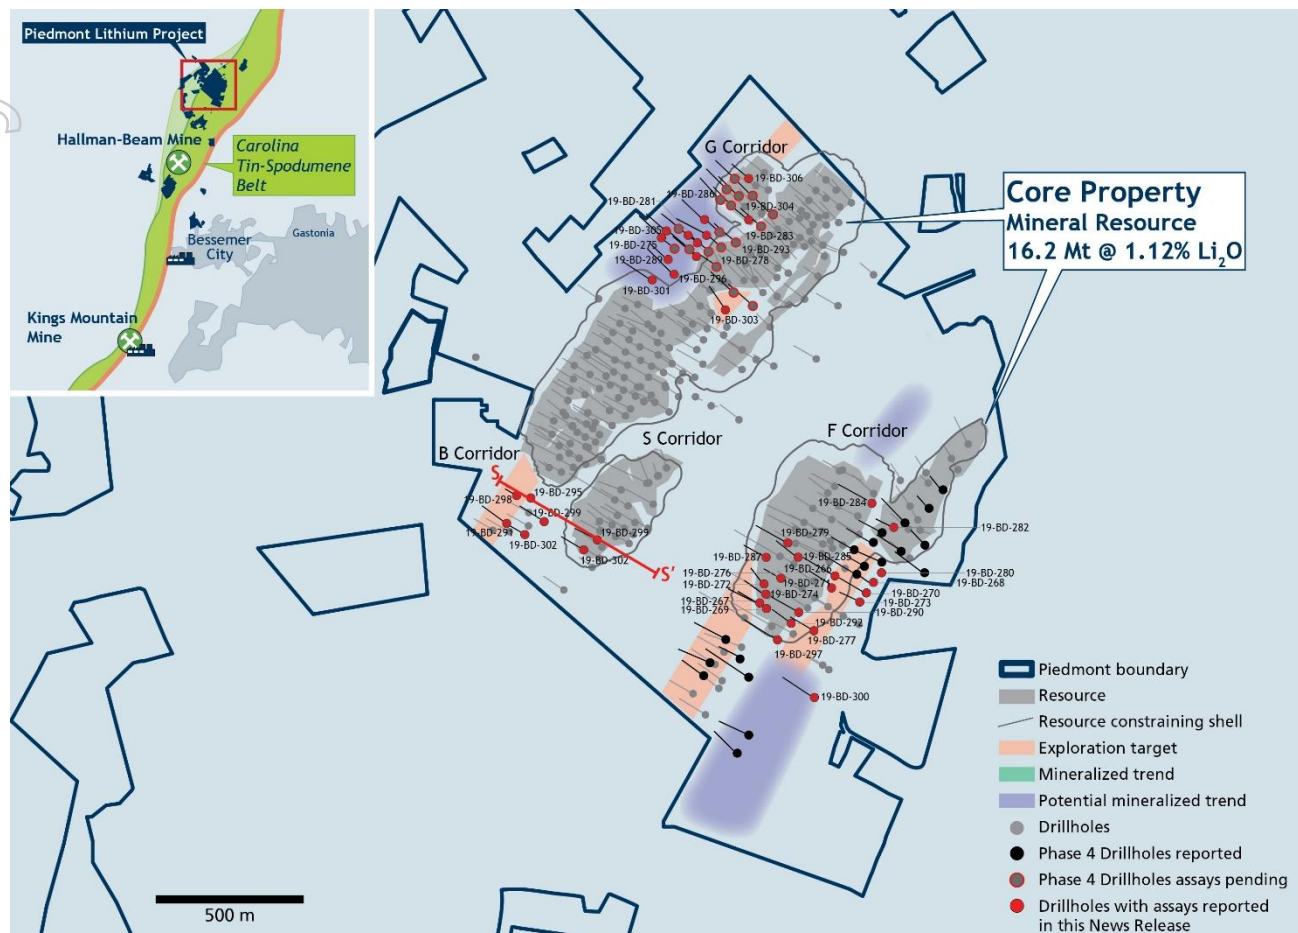 Piedmont Lithium Project
Hallman-Beam Mine
Carolina
Tin-Spodumene
Belt
Bessemer
City
Gastonia
Kings Mountain
Mine
G Corridor
19-BD-306
19-BD-286
19-BD-281
19-BD-304
19-BD-305
19-BD-283
19-BD-275
19-BD-293
19-BD-289
19-BD-278
19-BD-296
19-BD-301
19-BD-303
Core Property
Mineral Resource
16.2 Mt @ 1.12% Li₂O
B Corridor
S Corridor
F Corridor
S
19-BD-295
19-BD-298
19-BD-299
19-BD-291
19-BD-302
19-BD-299
19-BD-302
S'
19-BD-284
19-BD-282
19-BD-279
19-BD-287
19-BD-285
19-BD-276
19-BD-266
19-BD-280
19-BD-272
19-BD-271
19-BD-268
19-BD-274
19-BD-270
19-BD-267
19-BD-273
19-BD-269
19-BD-290
19-BD-292
19-BD-277
19-BD-297
19-BD-300
Piedmont boundary
Resource
Resource constraining shell
Exploration target
Mineralized trend
Potential mineralized trend
Drillholes
Phase 4 Drillholes reported
Phase 4 Drillholes assays pending
Drillholes with assays reported
in this News Release
500 m